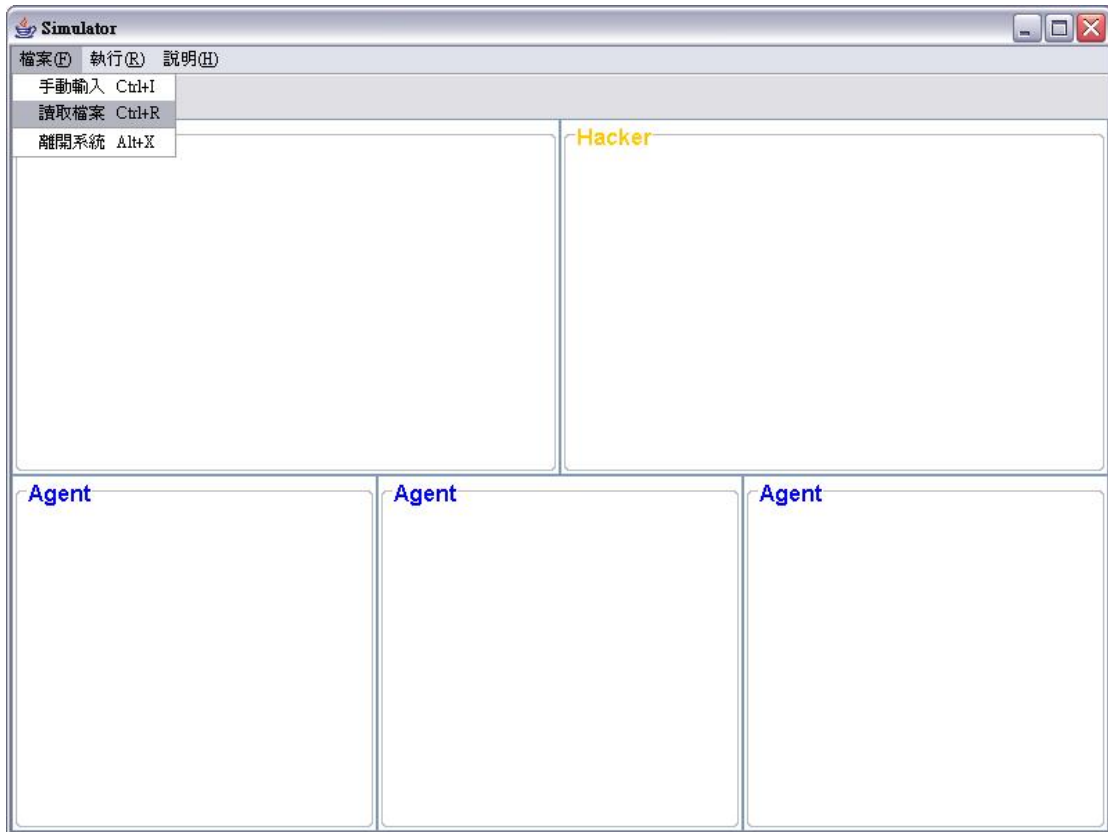 Simulator
檔案(F) 執行(R) 說明(H)
手動輸入 Ctrl+I
讀取檔案 Ctrl+R
離開系統 Alt+X
Hacker
Agent Agent Agent